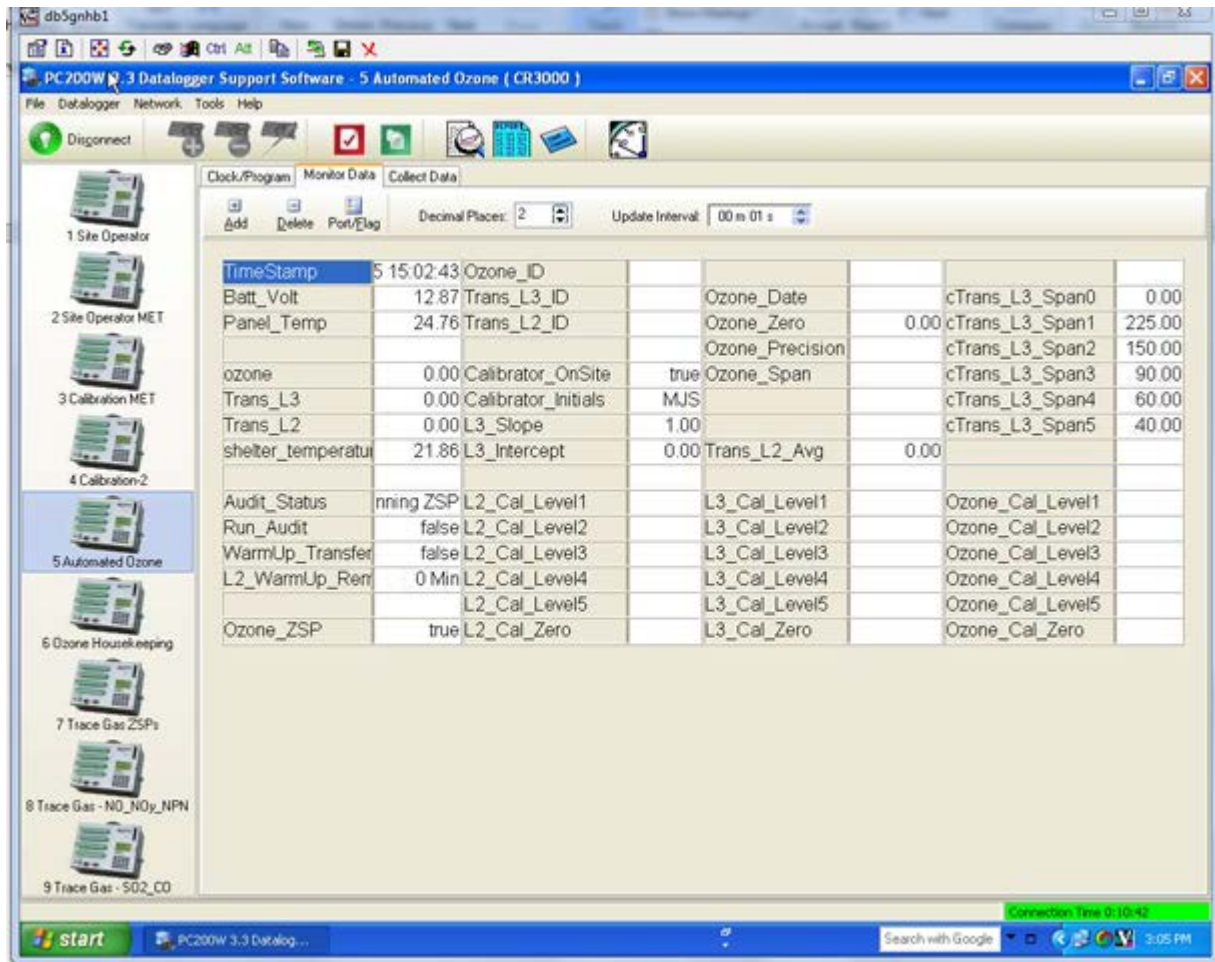 db5gnhb1
Ctrl Alt
PC200W 3.3 Datalogger Support Software - 5 Automated Ozone ( CR3000 )
File Datalogger Network Tools Help
Disconnect
Clock/Program Monitor Data Collect Data
Add Delete Port/Flag Decimal Places: 2 Update Interval: 00 m 01 s
1 Site Operator
2 Site Operator MET
3 Calibration MET
4 Calibration-2
5 Automated Ozone
6 Ozone Housekeeping
7 Trace Gas ZSPs
8 Trace Gas - NO_NOy_NPN
9 Trace Gas - SO2_CO
TimeStamp 5 15:02:43 Ozone_ID
Batt_Volt 12.87 Trans_L3_ID Ozone_Date cTrans_L3_Span0 0.00
Panel_Temp 24.76 Trans_L2_ID Ozone_Zero 0.00 cTrans_L3_Span1 225.00
Ozone_Precision cTrans_L3_Span2 150.00
ozone 0.00 Calibrator_OnSite true Ozone_Span cTrans_L3_Span3 90.00
Trans_L3 0.00 Calibrator_Initials MJS cTrans_L3_Span4 60.00
Trans_L2 0.00 L3_Slope 1.00 cTrans_L3_Span5 40.00
shelter_temperatu 21.86 L3_Intercept 0.00 Trans_L2_Avg 0.00
Audit_Status nning ZSP L2_Cal_Level1 L3_Cal_Level1 Ozone_Cal_Level1
Run_Audit false L2_Cal_Level2 L3_Cal_Level2 Ozone_Cal_Level2
WarmUp_Transfer false L2_Cal_Level3 L3_Cal_Level3 Ozone_Cal_Level3
L2_WarmUp_Rem 0 Min L2_Cal_Level4 L3_Cal_Level4 Ozone_Cal_Level4
L2_Cal_Level5 L3_Cal_Level5 Ozone_Cal_Level5
Ozone_ZSP true L2_Cal_Zero L3_Cal_Zero Ozone_Cal_Zero
Connection Time 0:10:42
start PC200W 3.3 Datalog... Search with Google 3:05 PM